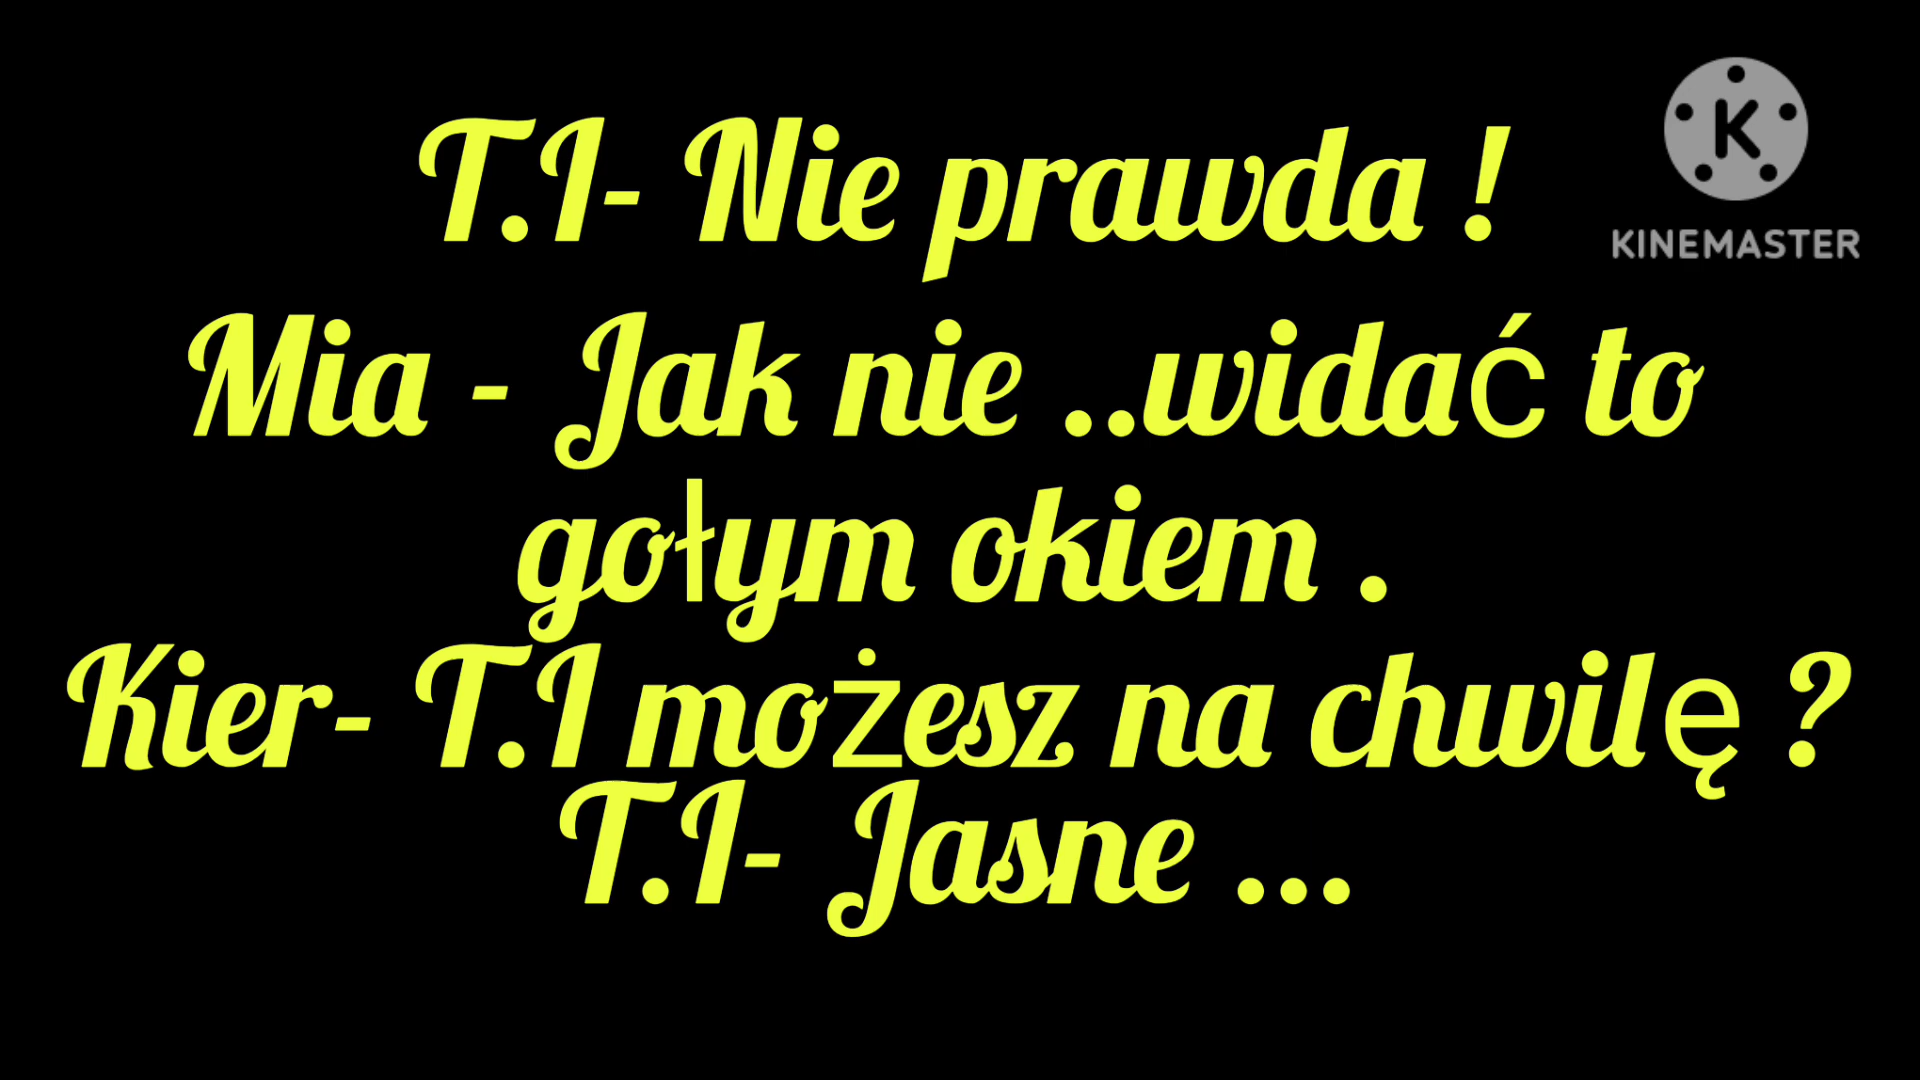 T.I- Nie prawda !
KINEMASTER
Mia - Jak nie ..widać to
gołym okiem .
Kier- T.I możesz na chwilę ?
T.I- Jasne ...